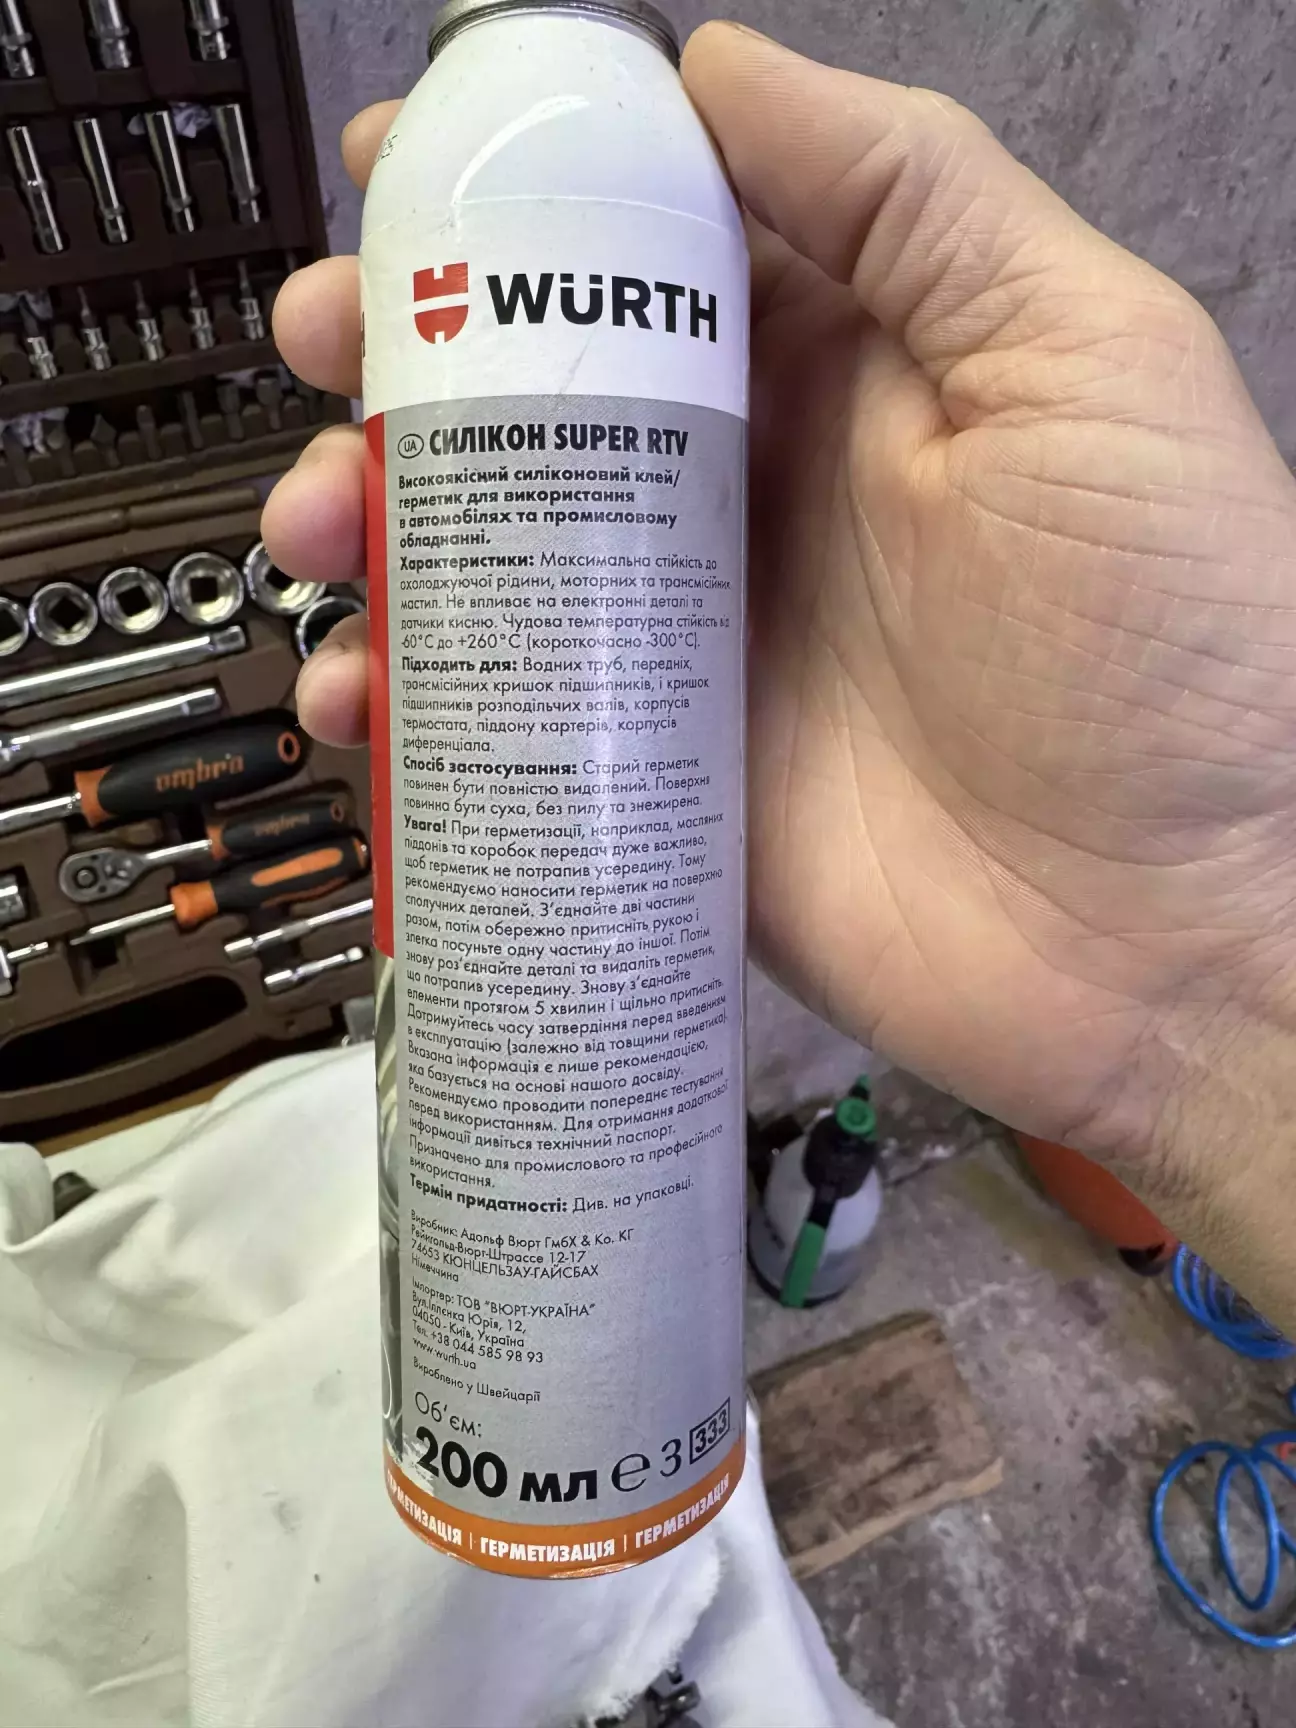 WÜRTH
UA СИЛІКОН SUPER RTV
Високоякісний силіконовий клей/
герметик для використання
в автомобілях та промисловому
обладнанні.
Характеристики: Максимальна стійкість до
охолоджуючої рідини, моторних та трансмісійних
мастил. Не впливає на електронні деталі та
датчики кисню. Чудова температурна стійкість від
-60°C до +260°C (короткочасно -300°C).
Підходить для: Водних труб, передніх,
трансмісійних кришок підшипників, і кришок
підшипників розподільчих валів, корпусів
термостата, піддону картерів, корпусів
диференціала.
Спосіб застосування: Старий герметик
повинен бути повністю видалений. Поверхня
повинна бути суха, без пилу та знежирена.
Увага! При герметизації, наприклад, масляних
піддонів та коробок передач дуже важливо,
щоб герметик не потрапив усередину. Тому
рекомендуємо наносити герметик на поверхню
сполучних деталей. З'єднайте дві частини
разом, потім обережно притисніть рукою і
злегка посуньте одну частину до іншої. Потім
знову роз'єднайте деталі та видаліть герметик,
що потрапив усередину. Знову з'єднайте
елементи протягом 5 хвилин і щільно притисніть.
Дотримуйтесь часу затвердіння перед введенням
в експлуатацію (залежно від товщини герметика).
Вказана інформація є лише рекомендацією,
яка базується на основі нашого досвіду.
Рекомендуємо проводити попереднє тестування
перед використанням. Для отримання додаткової
інформації дивіться технічний паспорт.
Призначено для промислового та професійного
використання.
Термін придатності: Див. на упаковці.
Виробник: Адольф Вюрт ГмбХ & Ко. КГ
Райнгольд-Вюрт-Штрассе 12-17
74653 КЮНЦЕЛЬЗАУ-ГАЙСБАХ
Німеччина
Імпортер: ТОВ "ВЮРТ-УКРАЇНА"
Вул.Іллєнка Юрія, 12,
04050 - Київ, Україна
Тел. +38 044 585 98 93
www.wurth.ua
Вироблено у Швейцарії
Об'єм:
200 мл ℮ 3 333
ГЕРМЕТИЗАЦІЯ | ГЕРМЕТИЗАЦІЯ | ГЕРМЕТИЗАЦІЯ
ombra
ombra